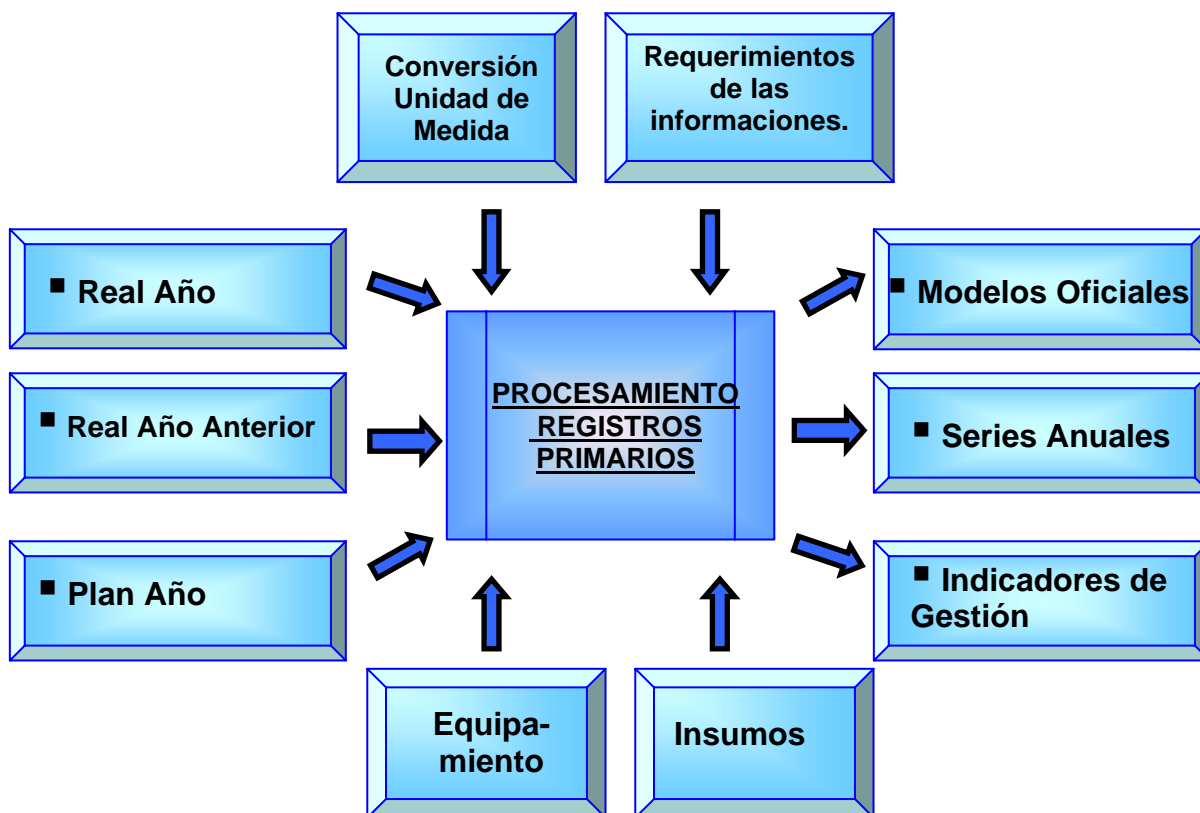 Conversión
Unidad de
Medida
Requerimientos
de las
informaciones.
▪ Real Año
▪ Modelos Oficiales
PROCESAMIENTO
REGISTROS
PRIMARIOS
▪ Real Año Anterior
▪ Series Anuales
▪ Plan Año
▪ Indicadores de
Gestión
Equipa-
miento
Insumos